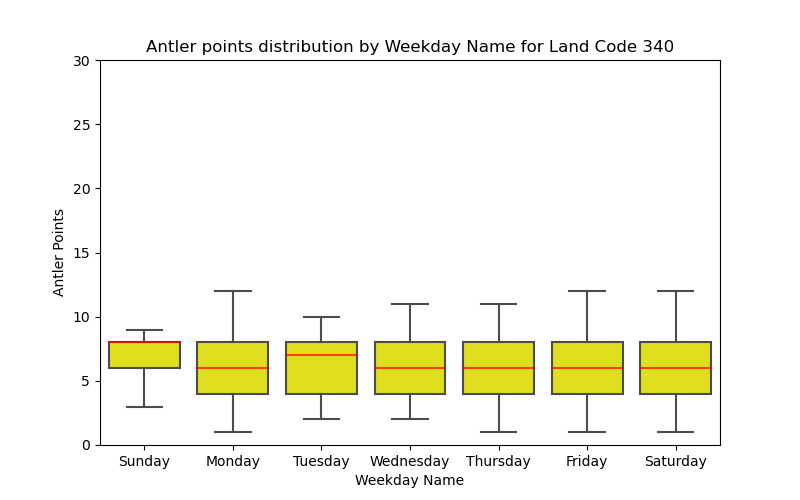 Antler points distribution by Weekday Name for Land Code 340
30
25
20
15
10
5
0
Antler Points
Sunday Monday Tuesday Wednesday Thursday Friday Saturday
Weekday Name